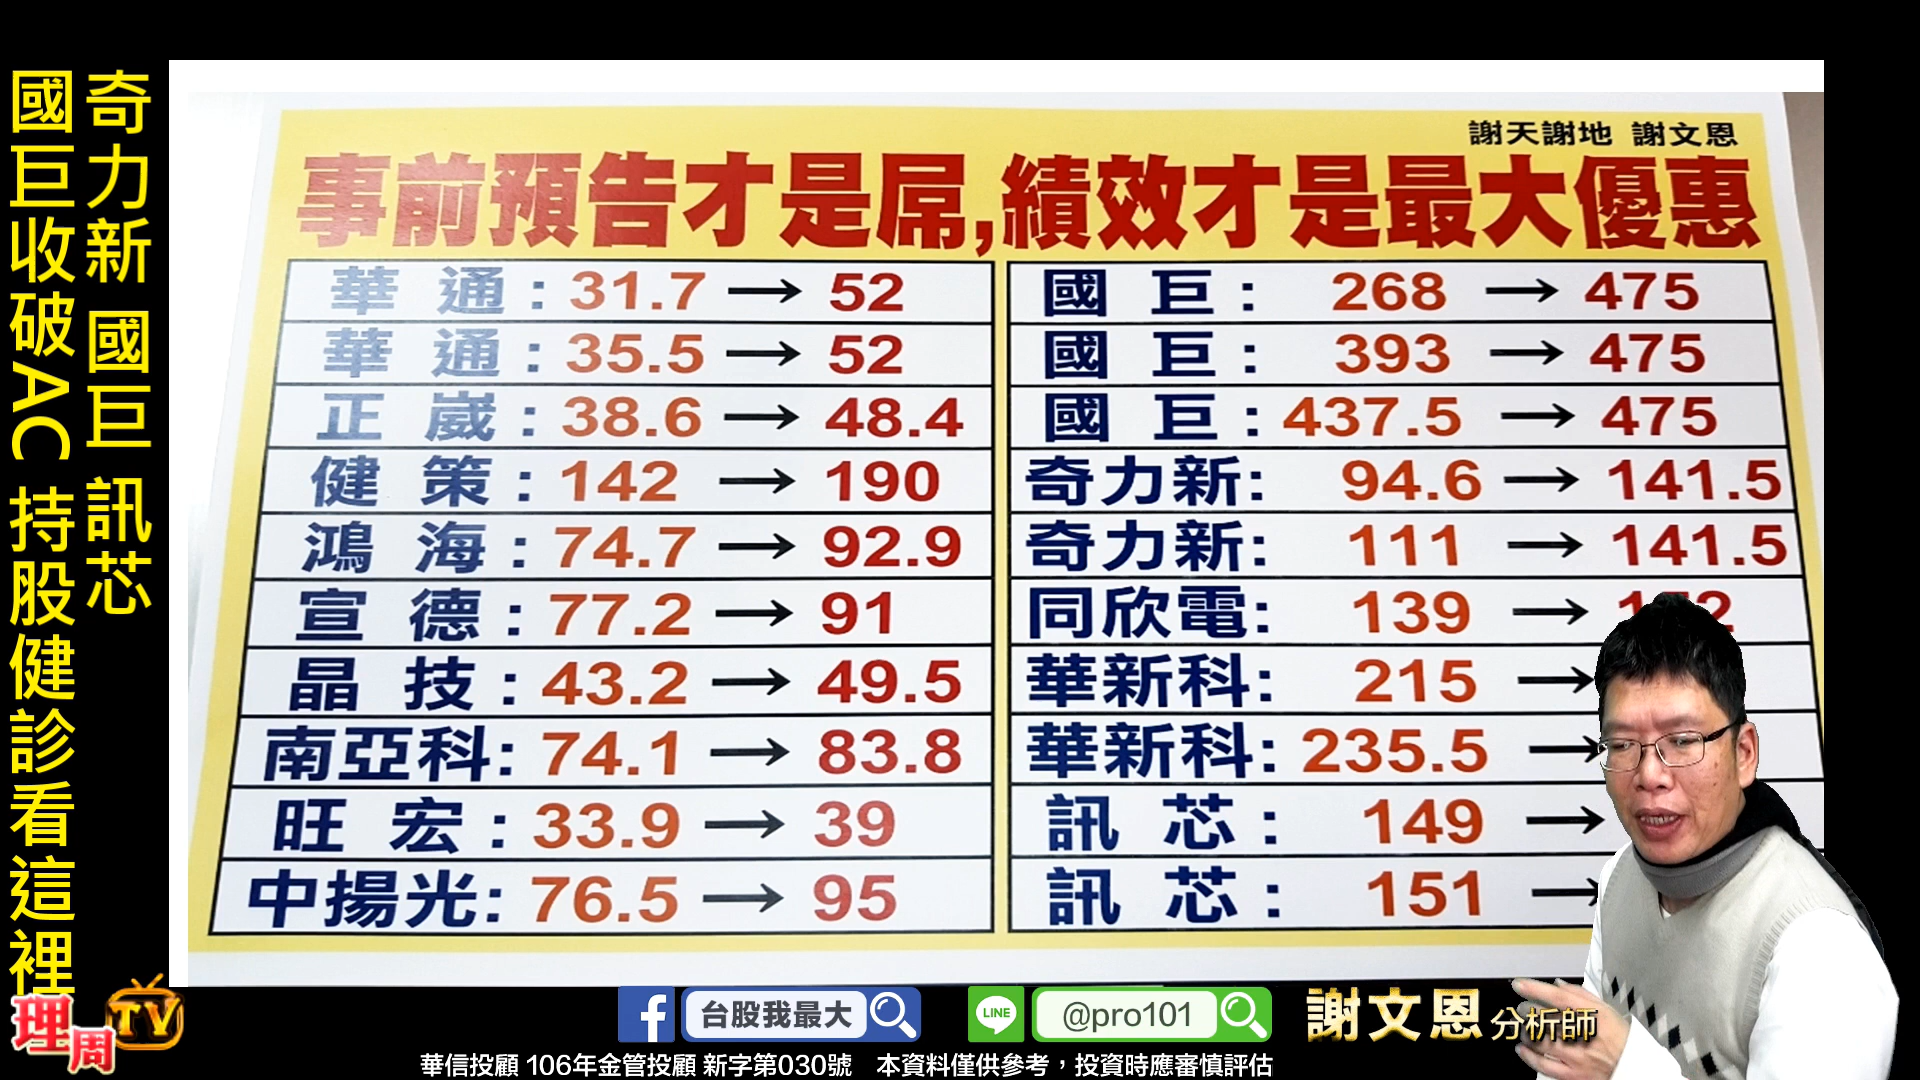 奇力新 國巨 訊芯
國巨收破AC 持股健診看這裡
謝天謝地 謝文恩
事前預告才是屌,績效才是最大優惠
華通:31.7→52
華通:35.5→52
正崴:38.6→48.4
健策:142→190
鴻海:74.7→92.9
宣德:77.2→91
晶技:43.2→49.5
南亞科:74.1→83.8
旺宏:33.9→39
中揚光:76.5→95
國巨:268→475
國巨:393→475
國巨:437.5→475
奇力新:94.6→141.5
奇力新:111→141.5
同欣電:139→
華新科:215→
華新科:235.5→
訊芯:149→
訊芯:151→
理周TV
台股我最大
LINE
@pro101
謝文恩 分析師
華信投顧 106年金管投顧 新字第030號 本資料僅供參考,投資時應審慎評估